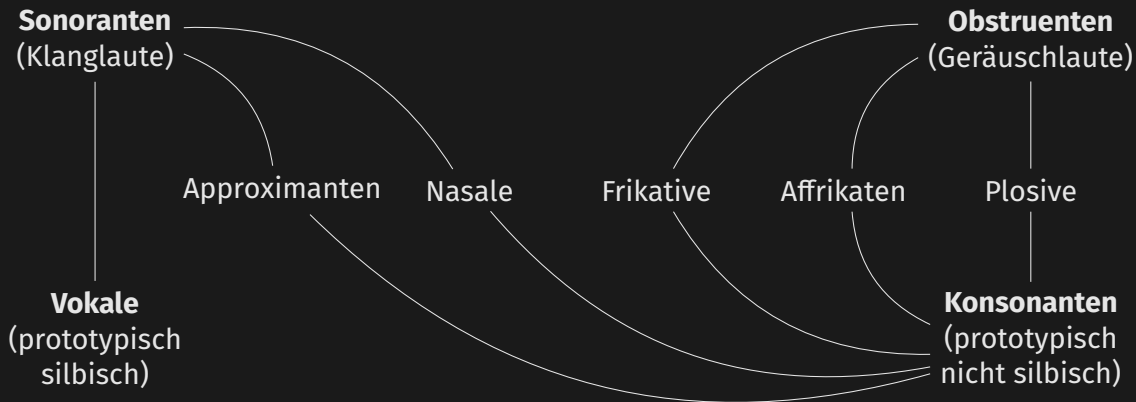 Sonoranten
(Klanglaute)
Obstruenten
(Geräuschlaute)
Approximanten
Nasale
Frikative
Affrikaten
Plosive
Vokale
(prototypisch
silbisch)
Konsonanten
(prototypisch
nicht silbisch)